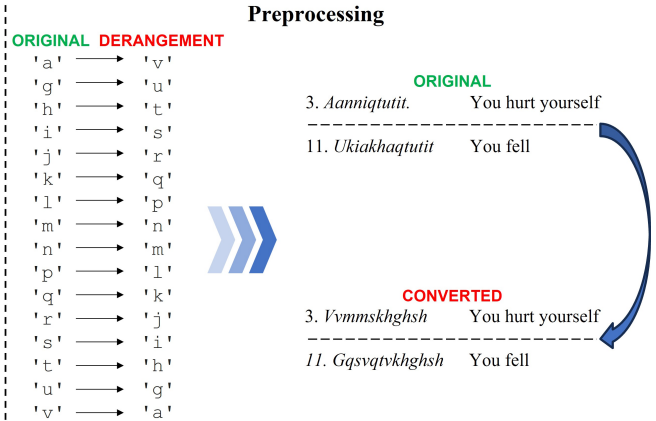 Preprocessing
ORIGINAL DERANGEMENT
'a' 'v'
'g' 'u'
'h' 't'
'i' 's'
'j' 'r'
'k' 'q'
'l' 'p'
'm' 'n'
'n' 'm'
'p' 'l'
'q' 'k'
'r' 'j'
's' 'i'
't' 'h'
'u' 'g'
'v' 'a'
ORIGINAL
3. Aanniqtutit. You hurt yourself
11. Ukiakhaqtutit You fell
CONVERTED
3. Vvmmskhghsh You hurt yourself
11. Gqsvqtvkhghsh You fell